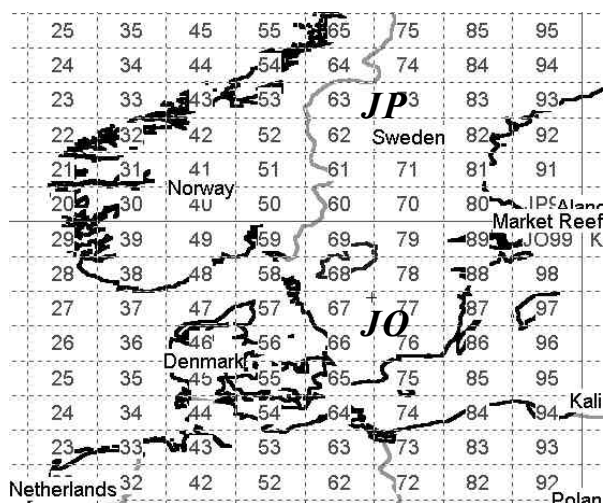 25 35 45 55 65 75 85 95
24 34 44 54 64 74 84 94
23 33 43 53 63 JP 73 83 93
22 32 42 52 62 Sweden 82 92
21 31 41 51 61 71 81 91
Norway
20 30 40 50 60 70 80 JP9 Aland
Market Reef
29 39 49 59 69 79 89 JO99 K
28 38 48 58 68 78 88 98
27 37 47 57 67 77 87 97
JO
26 36 46 56 66 76 86 96
Denmark
25 35 45 55 65 75 85 95
Kali
24 34 44 54 64 74 84 94
23 33 43 53 63 73 83 93
Netherlands 32 42 52 62 72 82 92
Polan